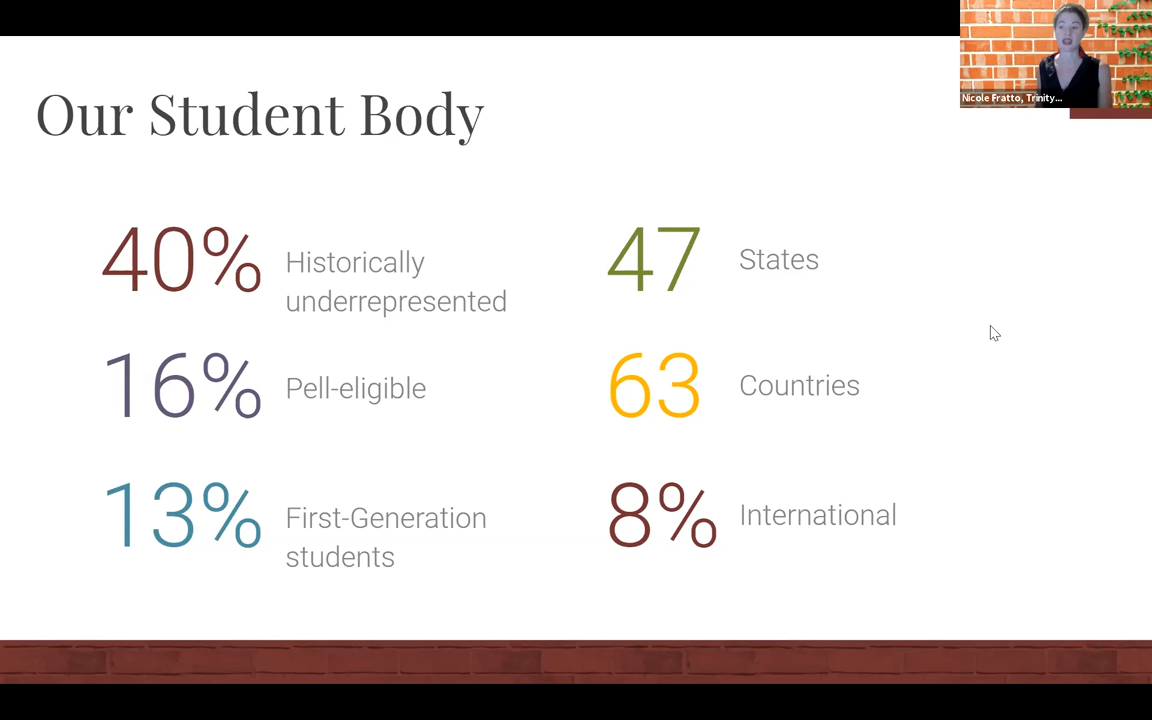 Nicole Fratto, Trinity...
Our Student Body
40%
Historically
underrepresented
47
States
16%
Pell-eligible
63
Countries
13%
First-Generation
students
8%
International